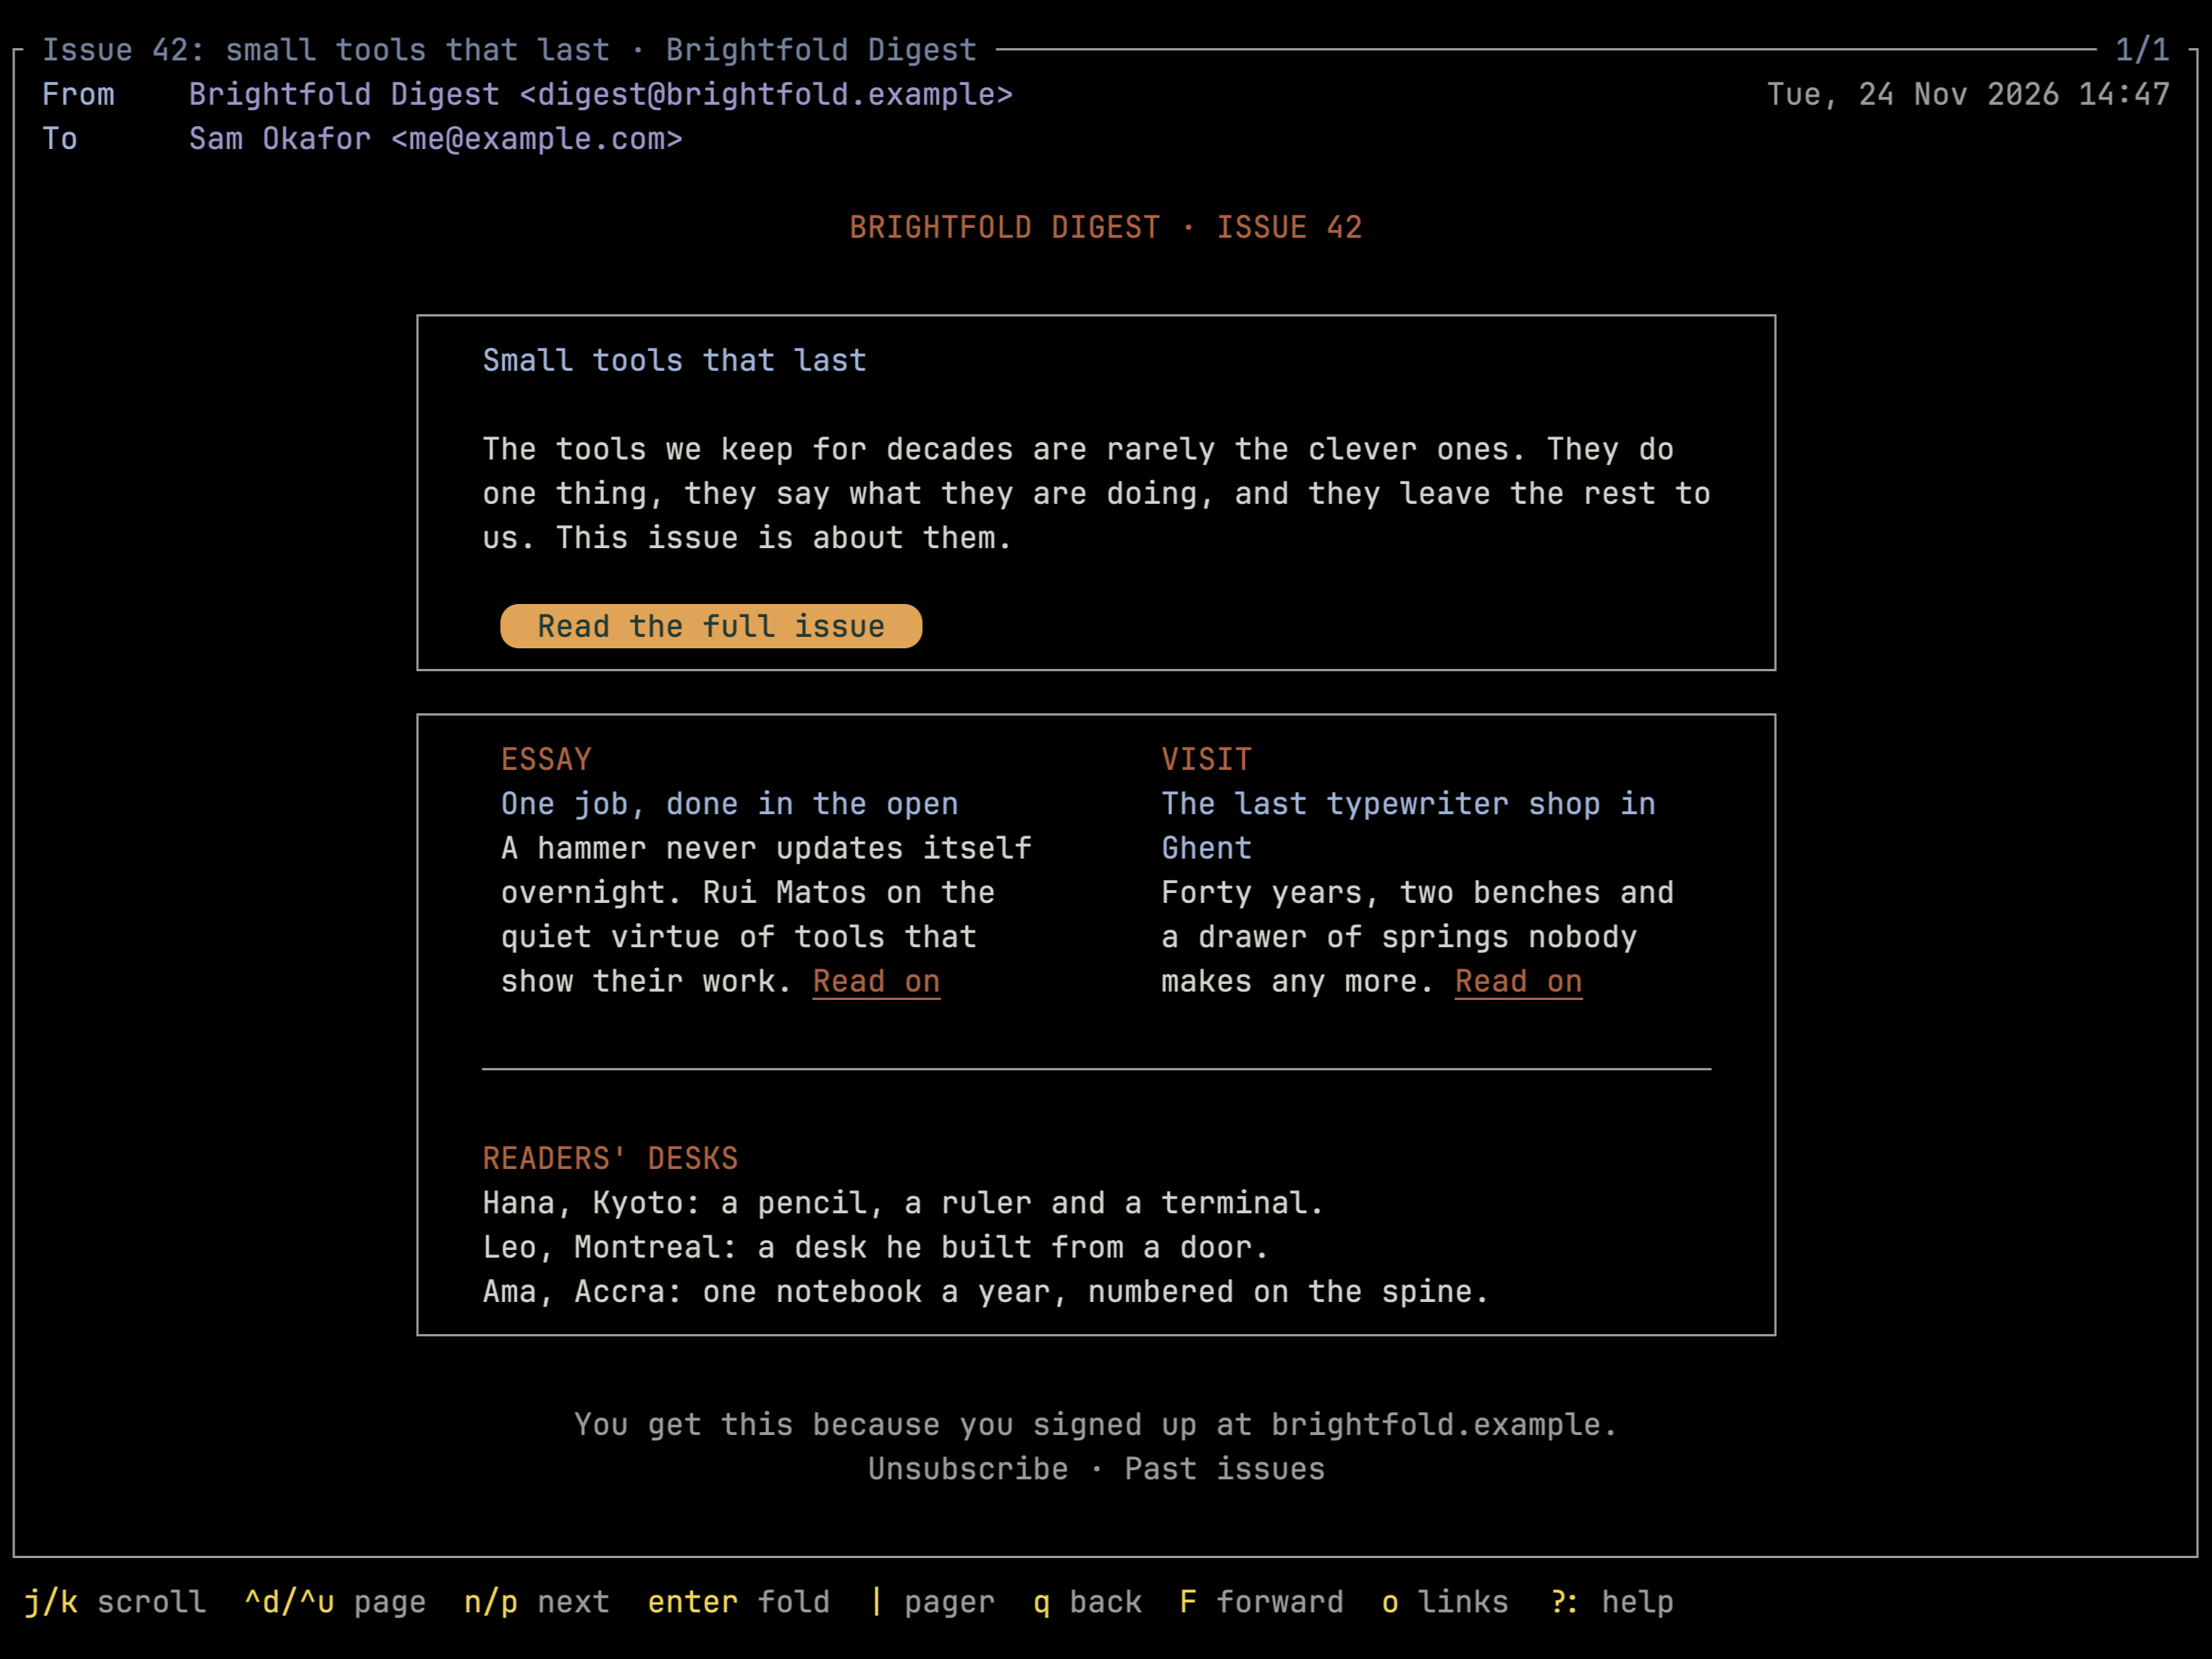 Issue 42: small tools that last · Brightfold Digest 1/1
From Brightfold Digest <digest@brightfold.example> Tue, 24 Nov 2026 14:47
To Sam Okafor <me@example.com>
BRIGHTFOLD DIGEST · ISSUE 42
Small tools that last
The tools we keep for decades are rarely the clever ones. They do
one thing, they say what they are doing, and they leave the rest to
us. This issue is about them.
Read the full issue
ESSAY
One job, done in the open
A hammer never updates itself
overnight. Rui Matos on the
quiet virtue of tools that
show their work. Read on
VISIT
The last typewriter shop in
Ghent
Forty years, two benches and
a drawer of springs nobody
makes any more. Read on
READERS' DESKS
Hana, Kyoto: a pencil, a ruler and a terminal.
Leo, Montreal: a desk he built from a door.
Ama, Accra: one notebook a year, numbered on the spine.
You get this because you signed up at brightfold.example.
Unsubscribe · Past issues
j/k scroll ^d/^u page n/p next enter fold | pager q back F forward o links ?: help